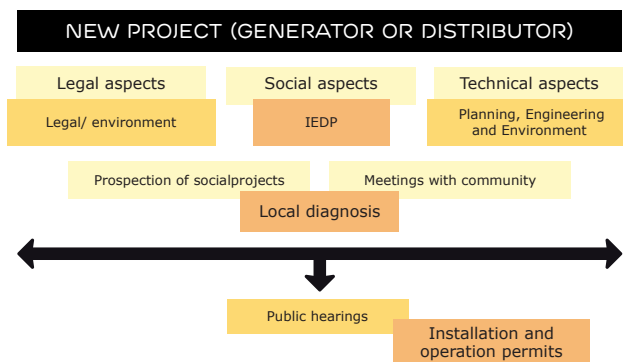 NEW PROJECT (GENERATOR OR DISTRIBUTOR)
Legal aspects
Social aspects
Technical aspects
Legal/ environment
IEDP
Planning, Engineering
and Environment
Prospection of socialprojects
Meetings with community
Local diagnosis
Public hearings
Installation and
operation permits